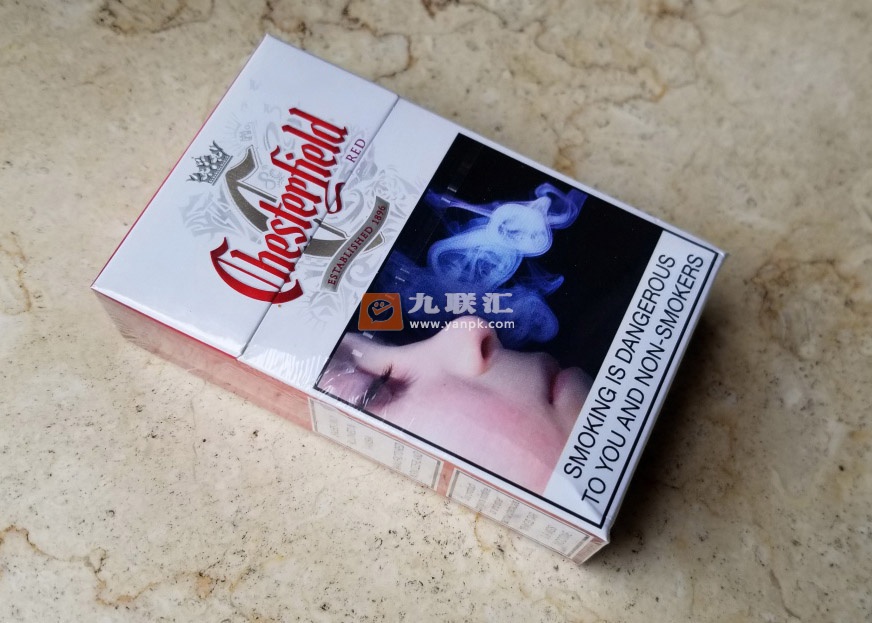 Chesterfield
RED
ESTABLISHED 1896
九联汇
www.yanpk.com
SMOKING IS DANGEROUS
TO YOU AND NON-SMOKERS